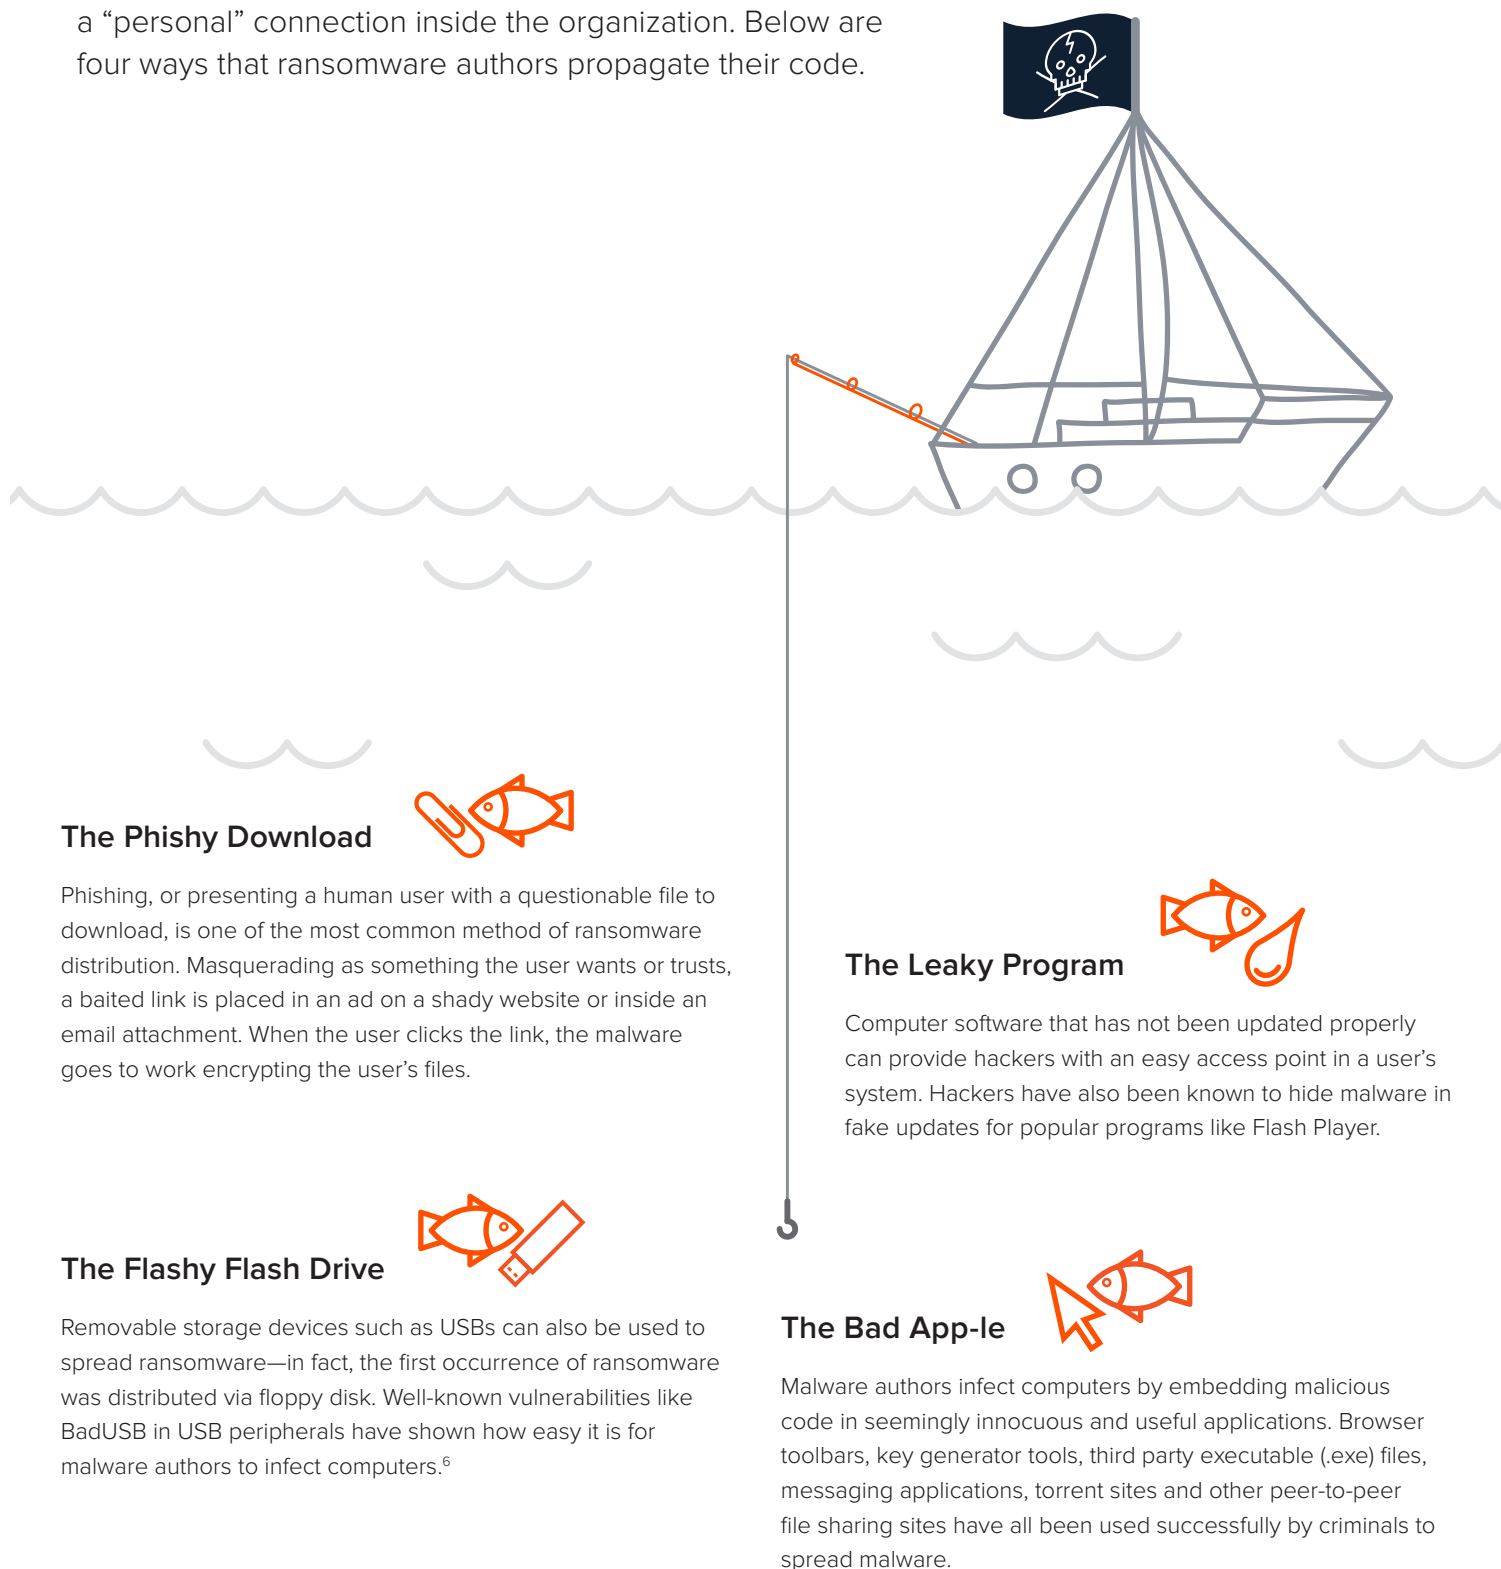 a “personal” connection inside the organization. Below are
four ways that ransomware authors propagate their code.
The Phishy Download
Phishing, or presenting a human user with a questionable file to
download, is one of the most common method of ransomware
distribution. Masquerading as something the user wants or trusts,
a baited link is placed in an ad on a shady website or inside an
email attachment. When the user clicks the link, the malware
goes to work encrypting the user’s files.
The Leaky Program
Computer software that has not been updated properly
can provide hackers with an easy access point in a user’s
system. Hackers have also been known to hide malware in
fake updates for popular programs like Flash Player.
The Flashy Flash Drive
Removable storage devices such as USBs can also be used to
spread ransomware—in fact, the first occurrence of ransomware
was distributed via floppy disk. Well-known vulnerabilities like
BadUSB in USB peripherals have shown how easy it is for
malware authors to infect computers.⁶
The Bad App-le
Malware authors infect computers by embedding malicious
code in seemingly innocuous and useful applications. Browser
toolbars, key generator tools, third party executable (.exe) files,
messaging applications, torrent sites and other peer-to-peer
file sharing sites have all been used successfully by criminals to
spread malware.